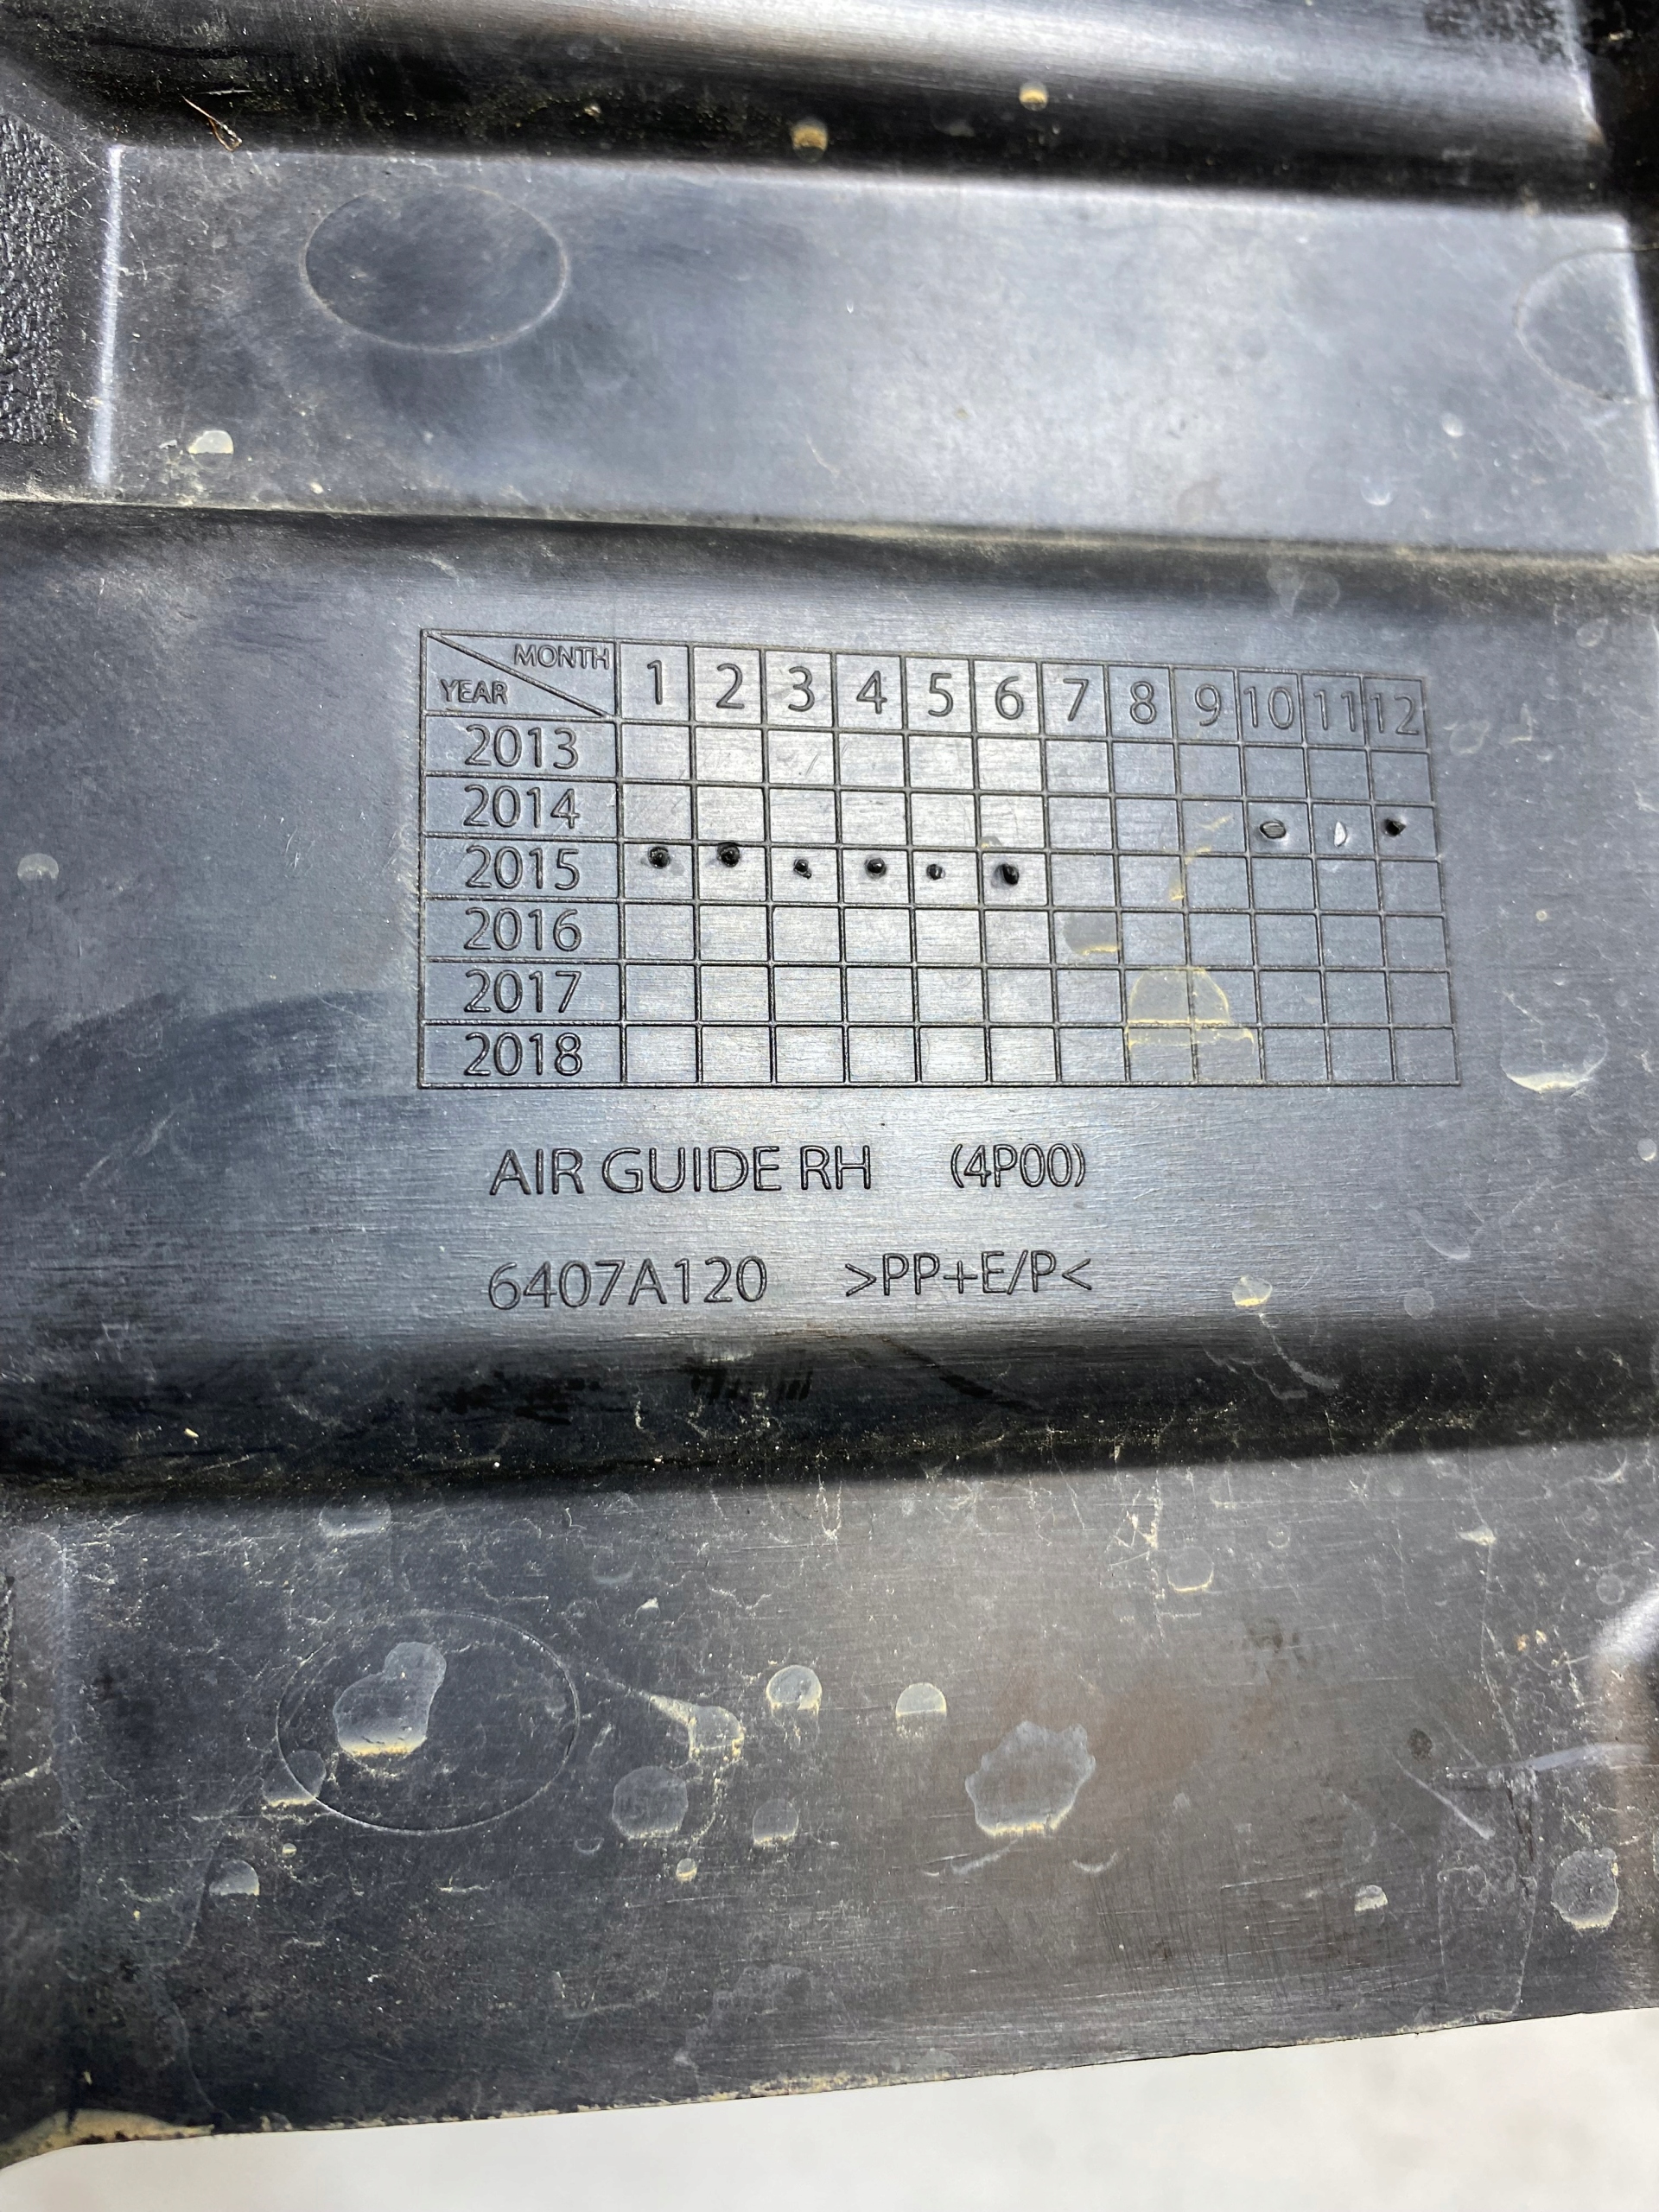 MONTH
YEAR 1 2 3 4 5 6 7 8 9 10 11 12
2013
2014
2015
2016
2017
2018
AIR GUIDE RH (4P00)
6407A120 >PP+E/P<